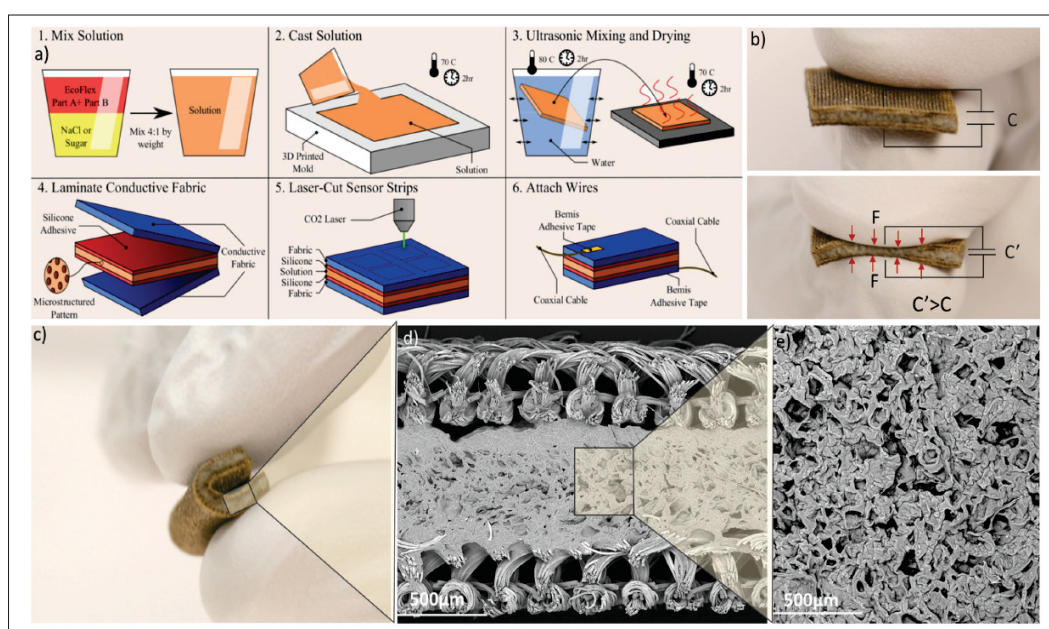 a)
1. Mix Solution
EcoFlex
Part A+ Part B
NaCl or
Sugar
Mix 4:1 by
weight
Solution
2. Cast Solution
70 C
2hr
3D Printed
Mold
Solution
3. Ultrasonic Mixing and Drying
80 C
2hr
70 C
2hr
Water
4. Laminate Conductive Fabric
Silicone
Adhesive
Conductive
Fabric
Microstructured
Pattern
5. Laser-Cut Sensor Strips
CO2 Laser
Fabric
Silicone
Solution
Silicone
Fabric
6. Attach Wires
Bemis
Adhesive Tape
Coaxial Cable
Coaxial Cable
Bemis
Adhesive Tape
b)
C
F
F
C'
C'>C
c)
d)
500µm
e)
500µm